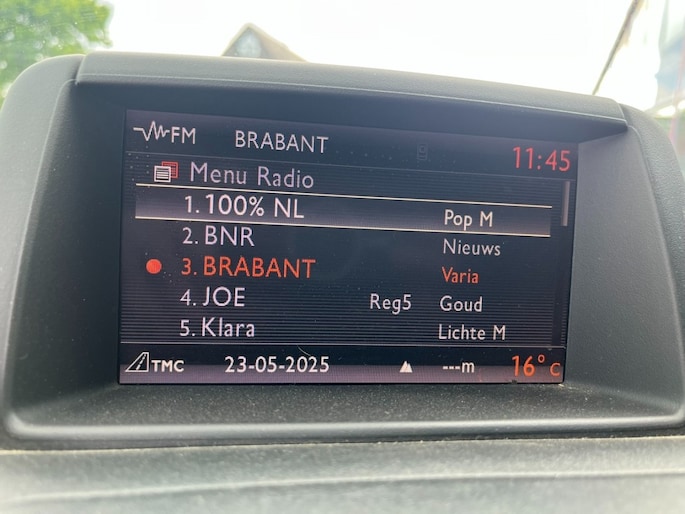 FM BRABANT 11:45
Menu Radio
1. 100% NL Pop M
2. BNR Nieuws
3. BRABANT Varia
4. JOE Reg5 Goud
5. Klara Lichte M
TMC 23-05-2025 ---m 16° C